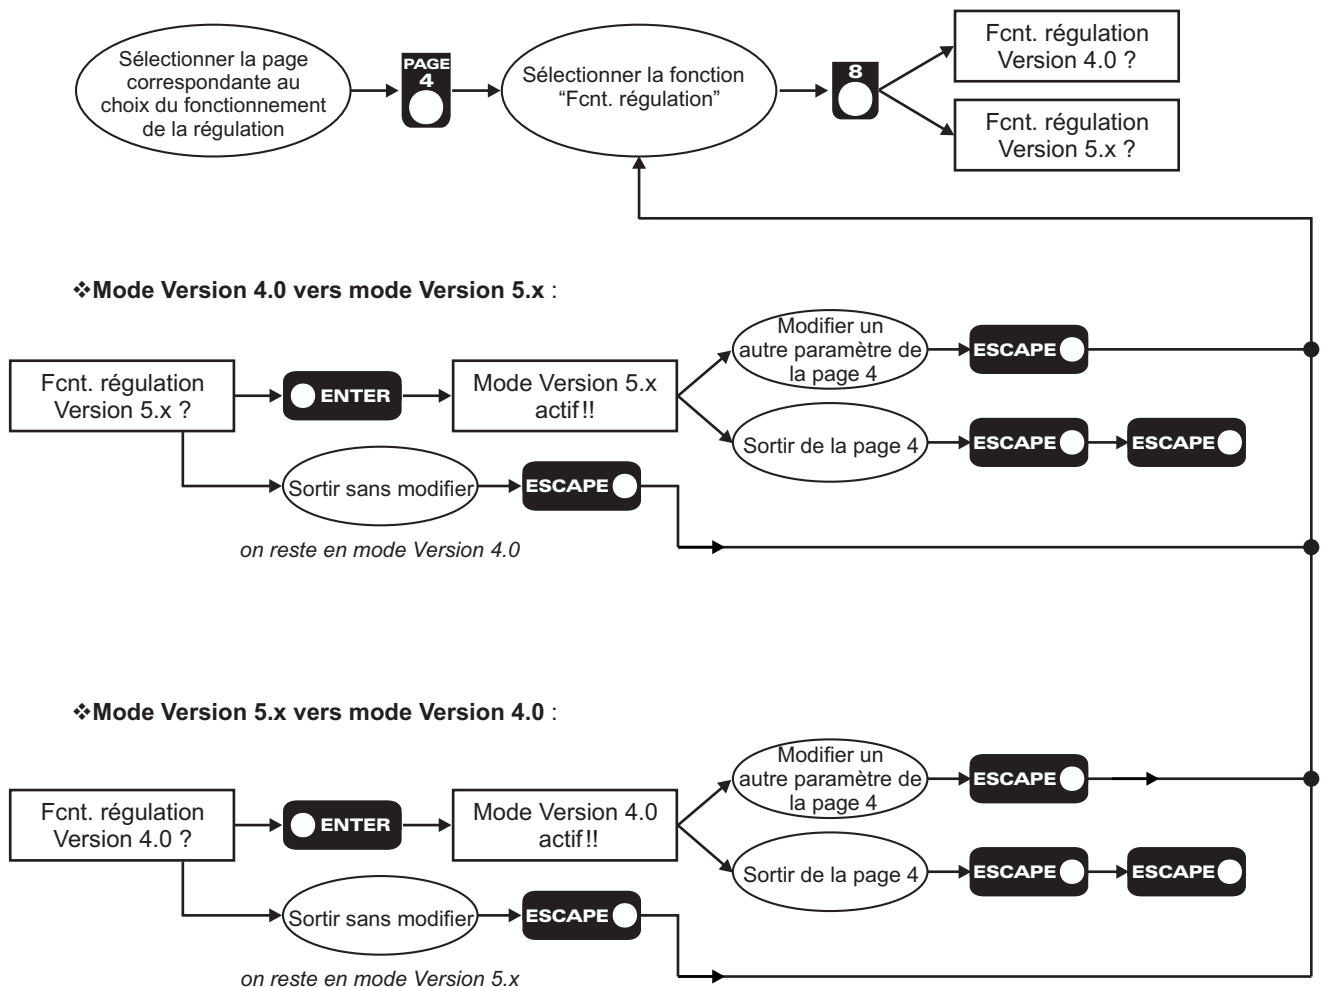 Sélectionner la page
correspondante au
choix du fonctionnement
de la régulation
PAGE
4
Sélectionner la fonction
“Fcnt. régulation”
8
Fcnt. régulation
Version 4.0 ?
Fcnt. régulation
Version 5.x ?
❖Mode Version 4.0 vers mode Version 5.x :
Fcnt. régulation
Version 5.x ?
ENTER
Mode Version 5.x
actif!!
Modifier un
autre paramètre de
la page 4
ESCAPE
Sortir de la page 4
ESCAPE
ESCAPE
Sortir sans modifier
ESCAPE
on reste en mode Version 4.0
❖Mode Version 5.x vers mode Version 4.0 :
Fcnt. régulation
Version 4.0 ?
ENTER
Mode Version 4.0
actif!!
Modifier un
autre paramètre de
la page 4
ESCAPE
Sortir de la page 4
ESCAPE
ESCAPE
Sortir sans modifier
ESCAPE
on reste en mode Version 5.x